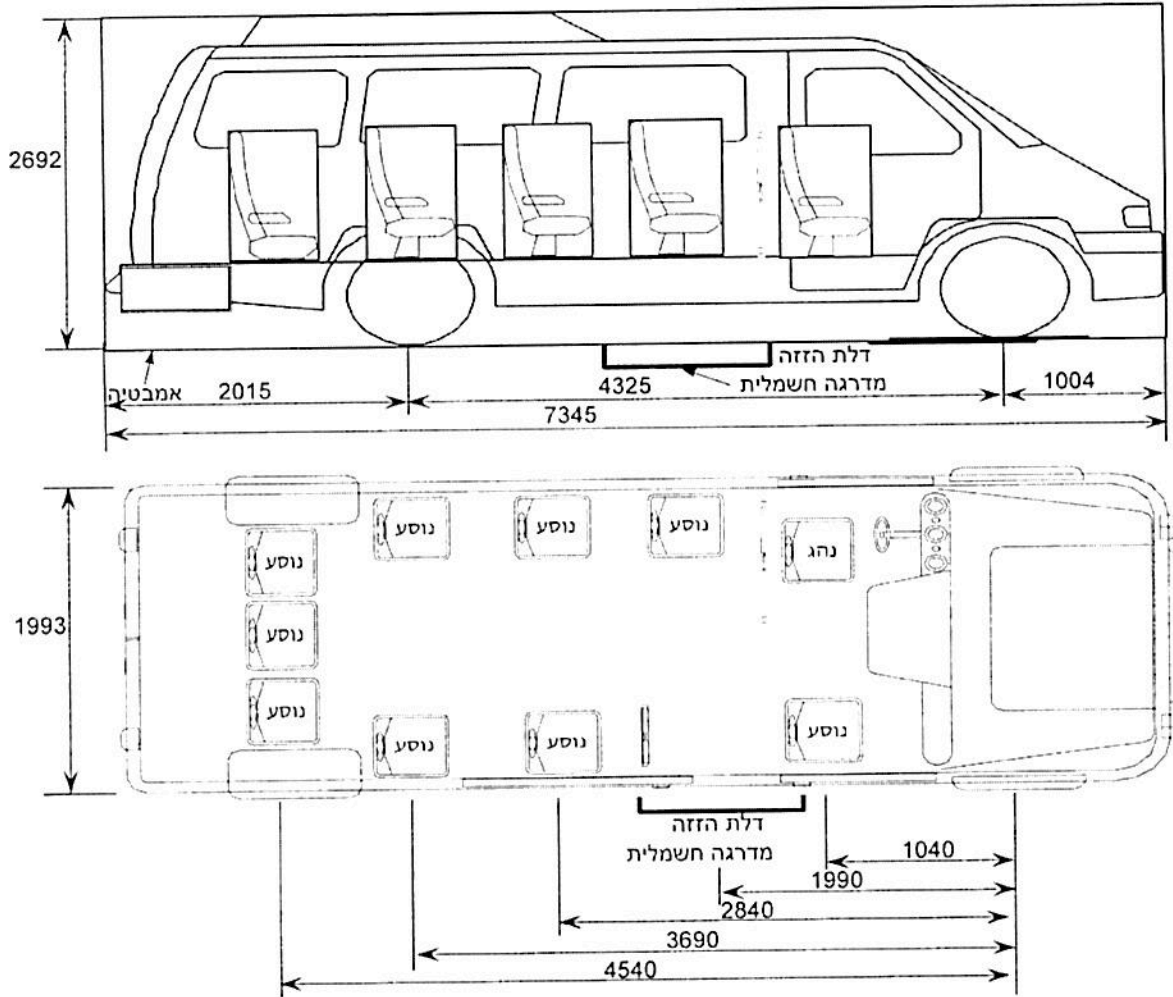 2692
דלת הזזה
מדרגה חשמלית
אמבטיה
2015
4325
1004
7345
1993
נוסע
נוסע
נוסע
נוסע
נהג
נוסע
נוסע
נוסע
נוסע
נוסע
דלת הזזה
מדרגה חשמלית
1040
1990
2840
3690
4540